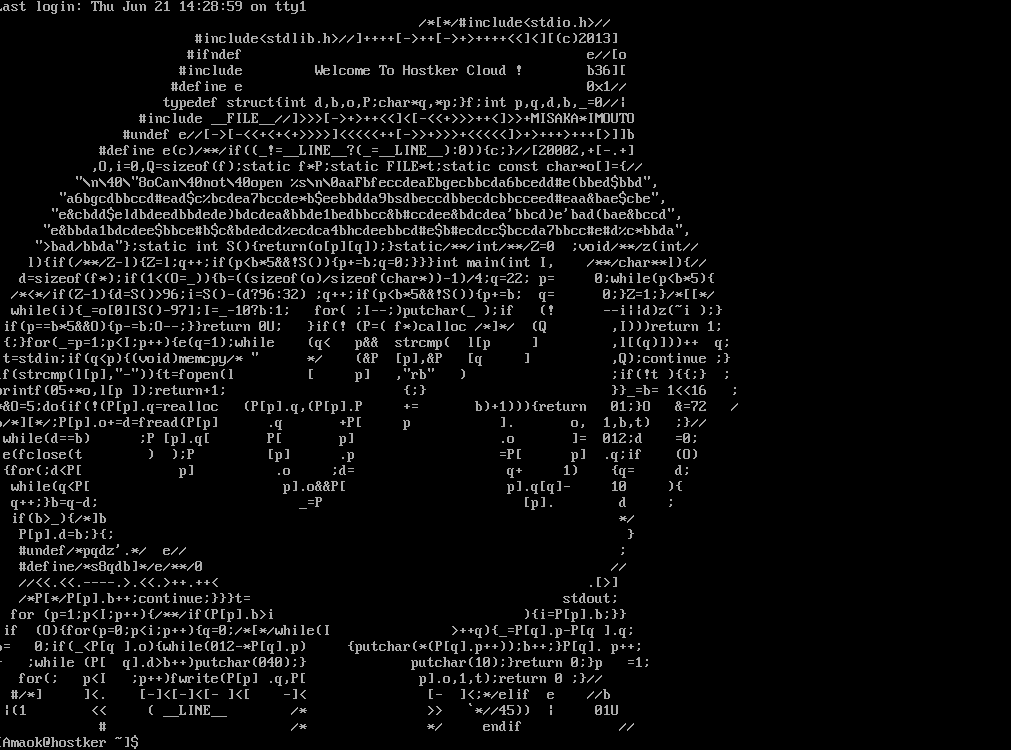 Last login: Thu Jun 21 14:28:59 on tty1
/*[*/#include<stdio.h>//
#include<stdlib.h>//]++++[->++[->+>++++<<]<][(c)2013]
#ifndef e//[o
#include Welcome To Hostker Cloud ! b36][
#define e 0x1//
typedef struct{int d,b,o,P;char*q,*p;}f;int p,q,d,b,_=0//|
#include __FILE__//]>>>[->+>>[<-]<[-<<+>>>++<]>>+MISAKA*IMOUTO
#undef e//[->[-<<+<+<+>>>>]<<<<<++[->>+>>>++<<<<<]>+>>>+>>>+[>]]b
#define e(c)/**/if((_!=__LINE__?(_=__LINE__):0)){c;}//[20002,+[-.+]
,O,i=0,Q=sizeof(f);static f*P;static FILE*t;static const char*o[]={//
"\n\40\"8oCan\40not\40open %s\n\0aaFbfeccdeaEbgecbbcda6bcedd#e(bbed$bbd",
"a6bgcdbbccd#ead$c%bcdea7bccde*b$eebbdda9bsdbeccdbbecdcbbcceed#eaa&bae$cbe",
"e&cbdd$eldbdeedbbdede)bdcdea&bbde1bedbbcc&b#ccdee&bdcdea'bbcd)e'bad(bae&bccd",
"e&bbda1bdcdee$bbce#b$c&bdedcd%ecdca4bhcdeebbcd#e$b#ecdcc$bccda7bbcc#e#d%c*bbda",
">bad/bbda"};static int S(){return(o[p][q]);}static/**/int/**/Z=0 ;void/**/z(int//
l){if(/**/Z-l){Z=l;q++;if(p<b*5&&!S()){p+=b;q=0;}}}int main(int I, /**/char**l){//
d=sizeof(f*);if(1<(O=_)){b=((sizeof(o)/sizeof(char*))-1)/4;q=22; p= 0;while(p<b*5){
/*<*/if(Z-1){d=S()>96;i=S()-(d?96:32) ;q++;if(p<b*5&&!S()){p+=b; q= 0;}Z=1;}/*[[*/
while(i){_=o[0][S()-97];I=_-10?b:1; for( ;I--;)putchar(_ );if (! --i||d)z(~i );}
if(p==b*5&&O){p-=b;O--;}}return 0U; }if(! (P=( f*)calloc /*]*/ (Q ,I)))return 1;
{;}for(_=p=1;p<I;p++){e(q=1);while (q< p&& strcmp( l[p ] ,l[(q)]))++ q;
t=stdin;if(q<p){(void)memcpy/* " */ (&P [p],&P [q ] ,Q);continue ;}
if(strcmp(l[p],"-")){t=fopen(l [ p] ,"rb" ) ;if(!t ){{;} ;
printf(05+*o,l[p ]);return+1; {;} }}_=b= 1<<16 ;
*&O=5;do{if(!(P[p].q=realloc (P[p].q,(P[p].P += b)+1))){return 01;}O &=72 /
/*][*/;P[p].o+=d=fread(P[p] .q +P[ p ]. o, 1,b,t) ;}//
while(d==b) ;P [p].q[ P[ p] .o ]= 012;d =0;
e(fclose(t ) );P [p] .p =P[ p] .q;if (O)
{for(;d<P[ p] .o ;d= q+ 1) {q= d;
while(q<P[ p].o&&P[ p].q[q]- 10 ){
q++;}b=q-d; _=P [p]. d ;
if(b>_){/*]b */
P[p].d=b;}{; }
#undef/*pqdz'.*/ e// ;
#define/*s8qdb]*/e/**/0 //
//<<.<<.----.>.<<.>++.++< .[>]
/*P[*/P[p].b++;continue;}}}t= stdout;
for (p=1;p<I;p++){/**/if(P[p].b>i ){i=P[p].b;}}
if (O){for(p=0;p<i;p++){q=0;/*[*/while(I >++q){_=P[q].p-P[q ].q;
b= 0;if(_<P[q ].o){while(012-*P[q].p) {putchar(*(P[q].p++));b++;}P[q]. p++;
;while (P[ q].d>b++)putchar(040);} putchar(10);}return 0;}p =1;
for(; p<I ;p++)fwrite(P[p] .q,P[ p].o,1,t);return 0 ;}//
#/*] ]<. [-]<[-]<[- ]<[ -]< [- ]<;*/elif e //b
|(1 << ( __LINE__ /* >> `*//45)) | 01U
# /* */ endif //
[Amaok@hostker ~]$